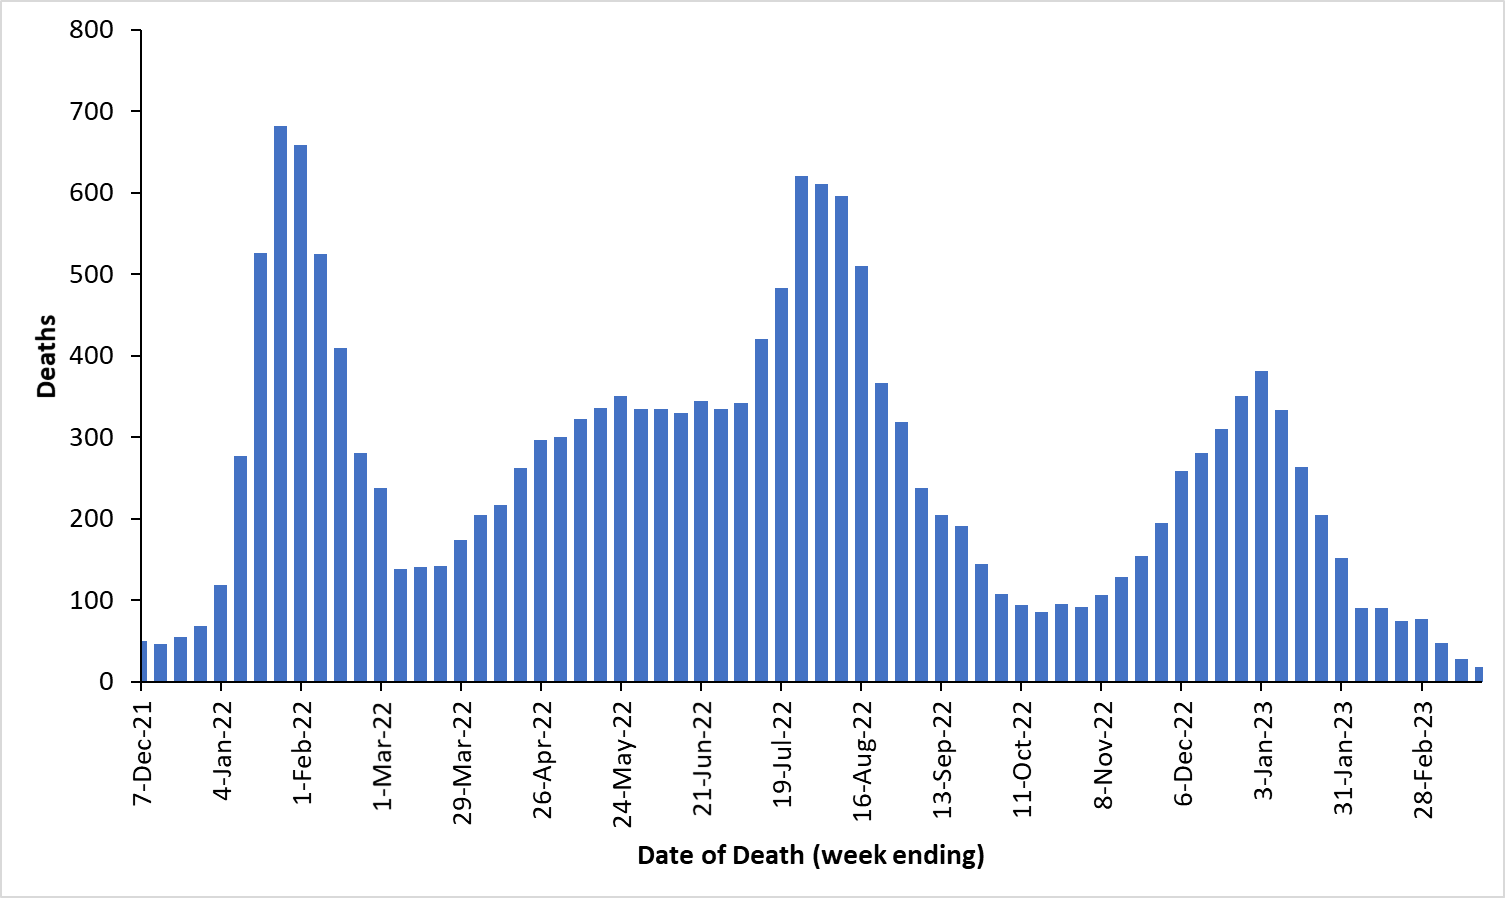 800
700
600
500
400
300
200
100
0
Deaths
7-Dec-21
4-Jan-22
1-Feb-22
1-Mar-22
29-Mar-22
26-Apr-22
24-May-22
21-Jun-22
19-Jul-22
16-Aug-22
13-Sep-22
11-Oct-22
8-Nov-22
6-Dec-22
3-Jan-23
31-Jan-23
28-Feb-23
Date of Death (week ending)